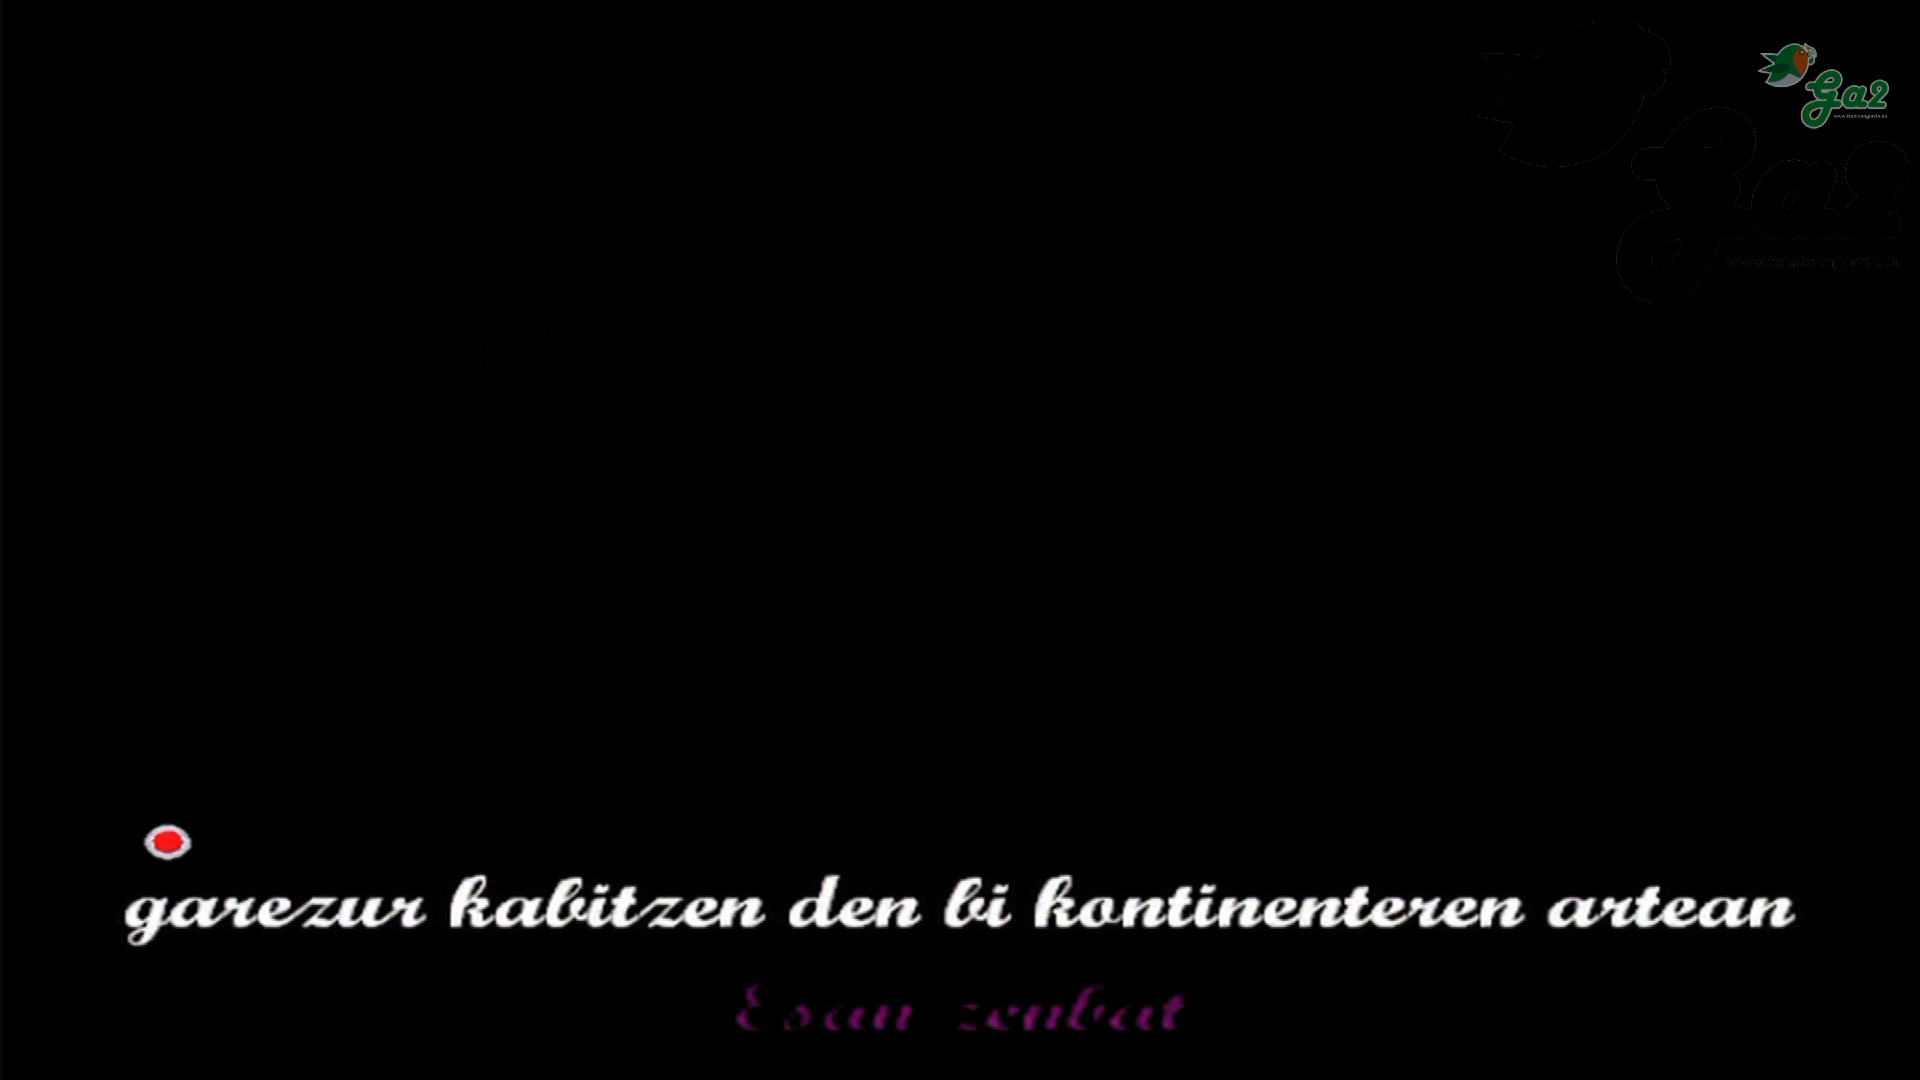 Ga2
garezur kabitzen den bi kontinenteren artean
Esan zenbat